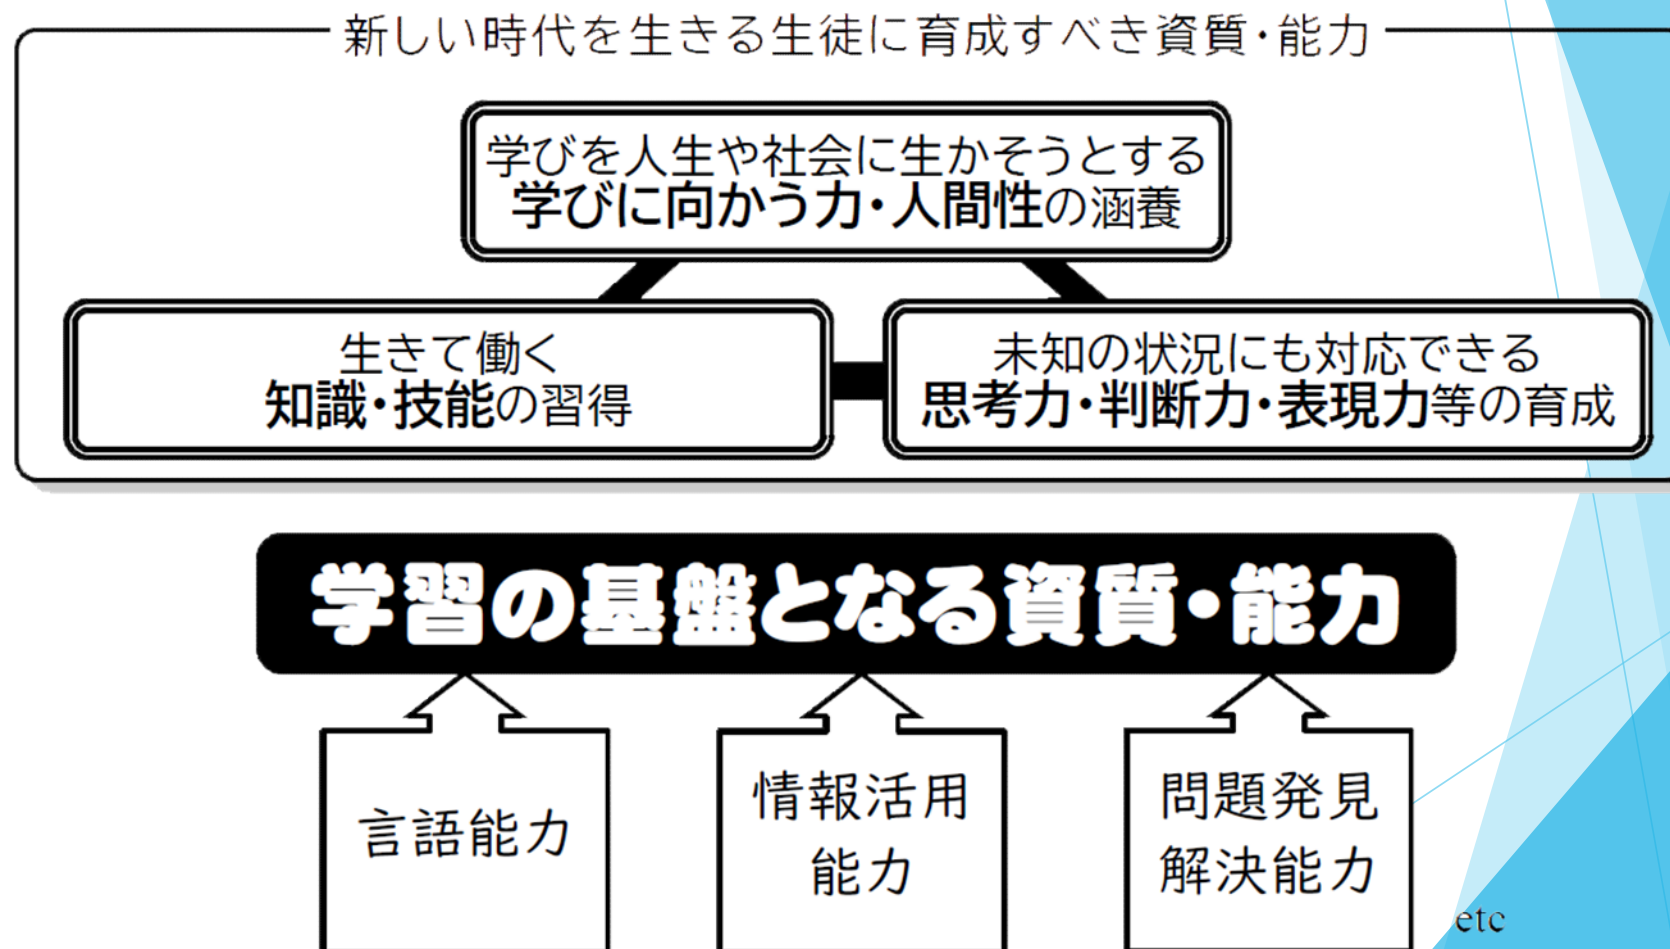 新しい時代を生きる生徒に育成すべき資質・能力
学びを人生や社会に生かそうとする
学びに向かう力・人間性の涵養
生きて働く
知識・技能の習得
未知の状況にも対応できる
思考力・判断力・表現力等の育成
学習の基盤となる資質・能力
言語能力
情報活用
能力
問題発見
解決能力
etc